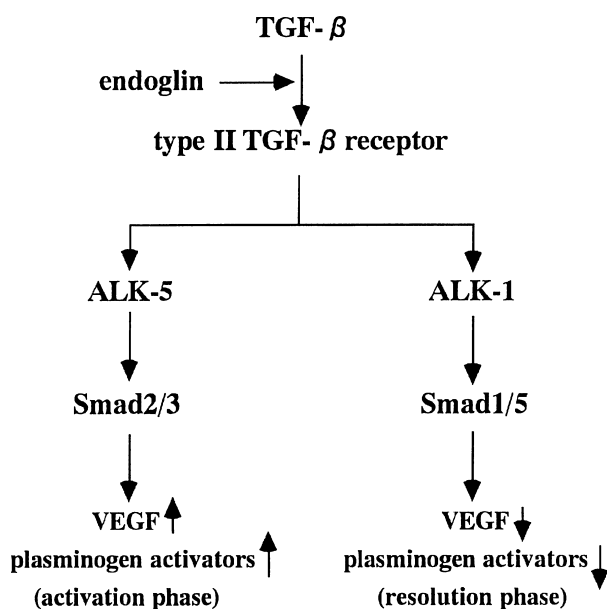 TGF- β
endoglin
type II TGF- β receptor
ALK-5
ALK-1
Smad2/3
Smad1/5
VEGF
plasminogen activators
(activation phase)
VEGF
plasminogen activators
(resolution phase)